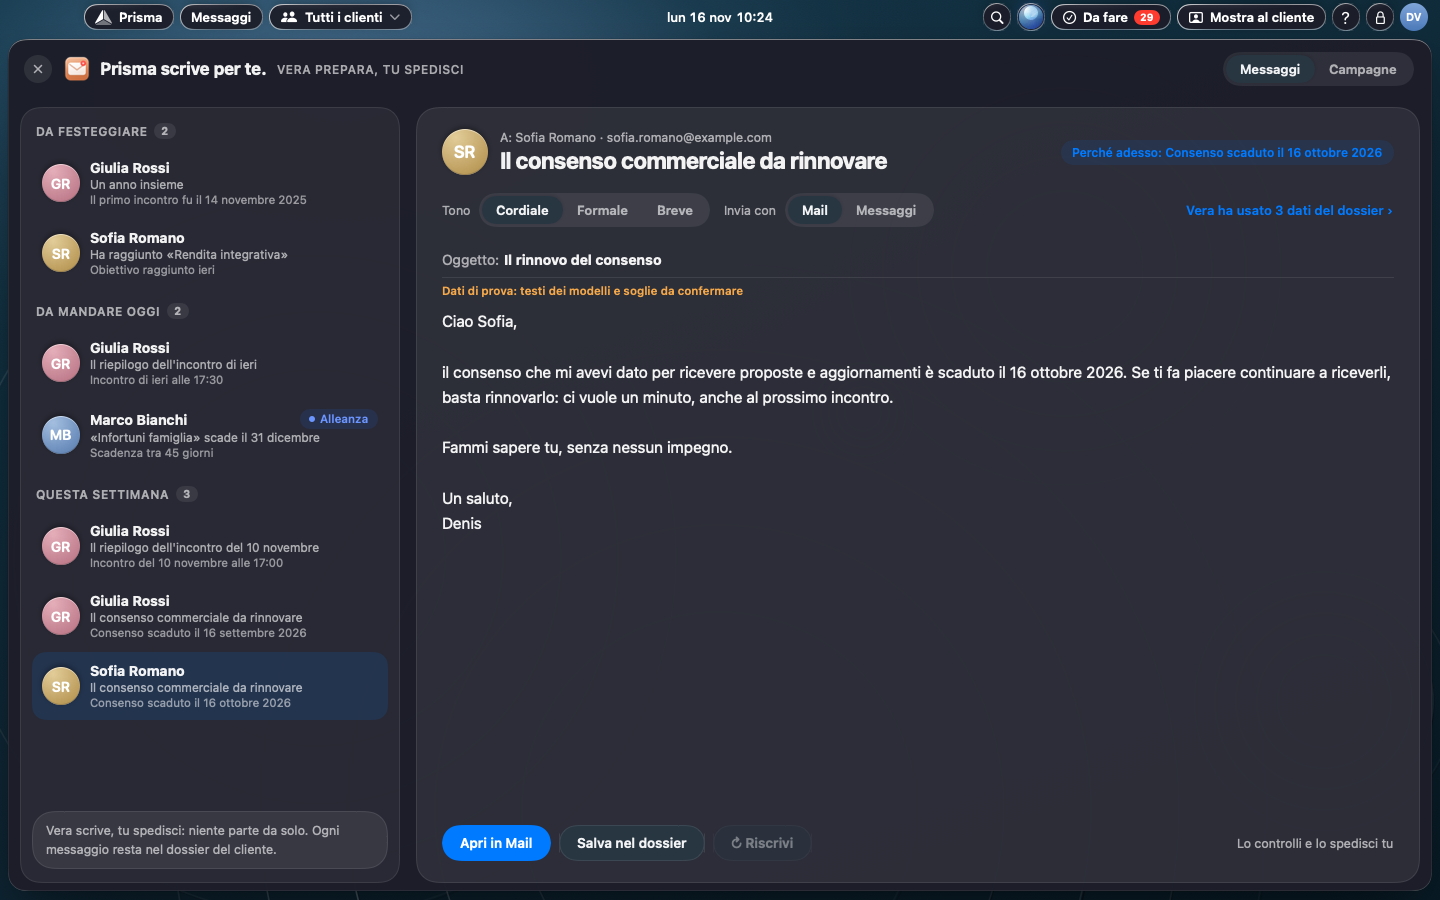 Prisma
Messaggi
Tutti i clienti
lun 16 nov 10:24
Da fare 29
Mostra al cliente
?
DV
Prisma scrive per te. VERA PREPARA, TU SPEDISCI
Messaggi
Campagne
DA FESTEGGIARE 2
GR
Giulia Rossi
Un anno insieme
Il primo incontro fu il 14 novembre 2025
SR
Sofia Romano
Ha raggiunto «Rendita integrativa»
Obiettivo raggiunto ieri
DA MANDARE OGGI 2
GR
Giulia Rossi
Il riepilogo dell'incontro di ieri
Incontro di ieri alle 17:30
MB
Marco Bianchi
Alleanza
«Infortuni famiglia» scade il 31 dicembre
Scadenza tra 45 giorni
QUESTA SETTIMANA 3
GR
Giulia Rossi
Il riepilogo dell'incontro del 10 novembre
Incontro del 10 novembre alle 17:00
GR
Giulia Rossi
Il consenso commerciale da rinnovare
Consenso scaduto il 16 settembre 2026
SR
Sofia Romano
Il consenso commerciale da rinnovare
Consenso scaduto il 16 ottobre 2026
Vera scrive, tu spedisci: niente parte da solo. Ogni
messaggio resta nel dossier del cliente.
SR
A: Sofia Romano · sofia.romano@example.com
Il consenso commerciale da rinnovare
Perché adesso: Consenso scaduto il 16 ottobre 2026
Tono
Cordiale
Formale
Breve
Invia con
Mail
Messaggi
Vera ha usato 3 dati del dossier ›
Oggetto: Il rinnovo del consenso
Dati di prova: testi dei modelli e soglie da confermare
Ciao Sofia,
il consenso che mi avevi dato per ricevere proposte e aggiornamenti è scaduto il 16 ottobre 2026. Se ti fa piacere continuare a riceverli,
basta rinnovarlo: ci vuole un minuto, anche al prossimo incontro.
Fammi sapere tu, senza nessun impegno.
Un saluto,
Denis
Apri in Mail
Salva nel dossier
Riscrivi
Lo controlli e lo spedisci tu